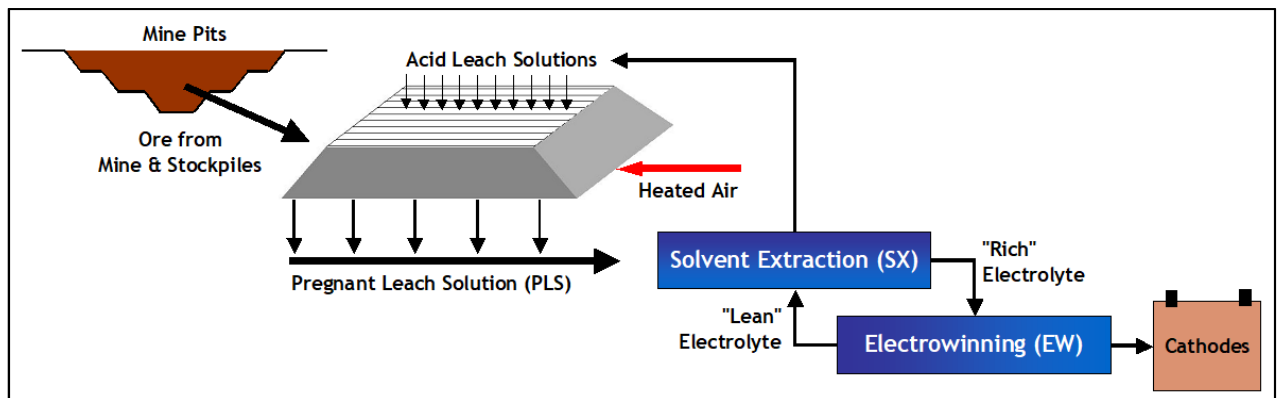 Mine Pits
Acid Leach Solutions
Ore from
Mine & Stockpiles
Heated Air
Pregnant Leach Solution (PLS)
Solvent Extraction (SX)
"Rich"
Electrolyte
"Lean"
Electrolyte
Electrowinning (EW)
Cathodes